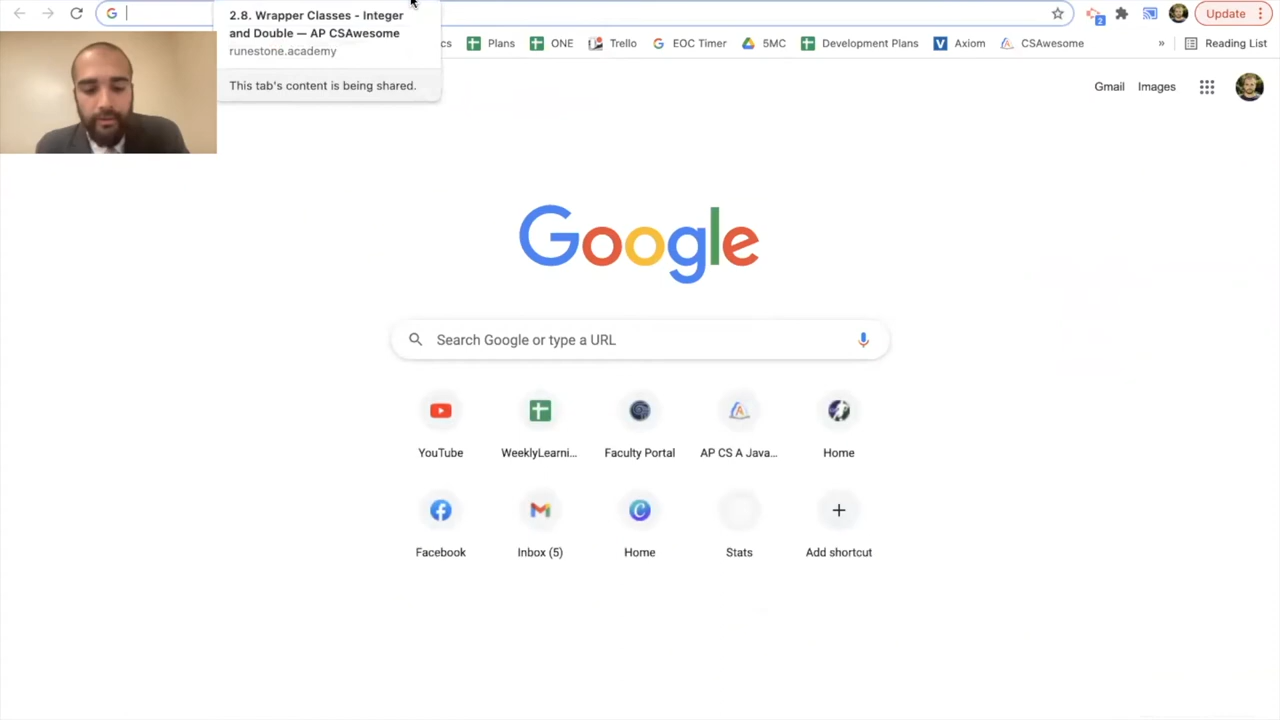 2.8. Wrapper Classes - Integer
and Double — AP CSAwesome
runestone.academy
This tab's content is being shared.
2
Update
cs
Plans
ONE
Trello
EOC Timer
5MC
Development Plans
Axiom
CSAwesome
»
Reading List
Gmail
Images
Google
Search Google or type a URL
YouTube
WeeklyLearni...
Faculty Portal
AP CS A Java...
Home
Facebook
Inbox (5)
Home
Stats
Add shortcut